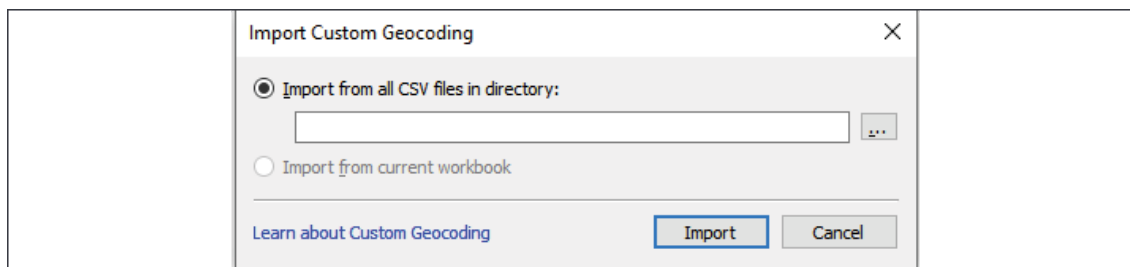 Import Custom Geocoding
Import from all CSV files in directory:
...
Import from current workbook
Learn about Custom Geocoding
Import
Cancel